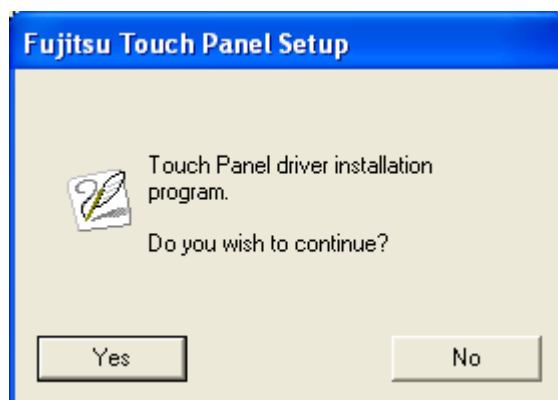 Fujitsu Touch Panel Setup
Touch Panel driver installation
program.
Do you wish to continue?
Yes
No